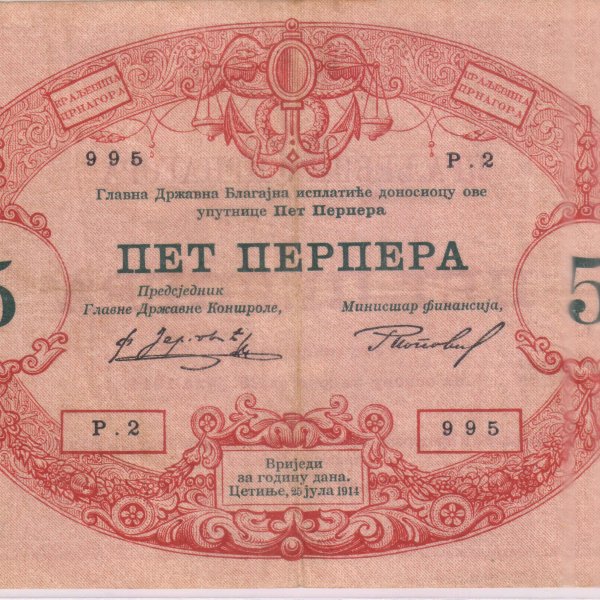 КРАЉЕВИНА
ЦРНАГОРА
КРАЉЕВИНА
ЦРНАГОРА
995
Р.2
Главна Државна Благајна исплатиће доносиоцу ове
упутнице Пет Перпера
5
ПЕТ ПЕРПЕРА
5
Предсједник
Главне Државне Контроле,
Министар финансија,
Р.2
995
Вриједи
за годину дана.
Цетиње, 25 јула 1914